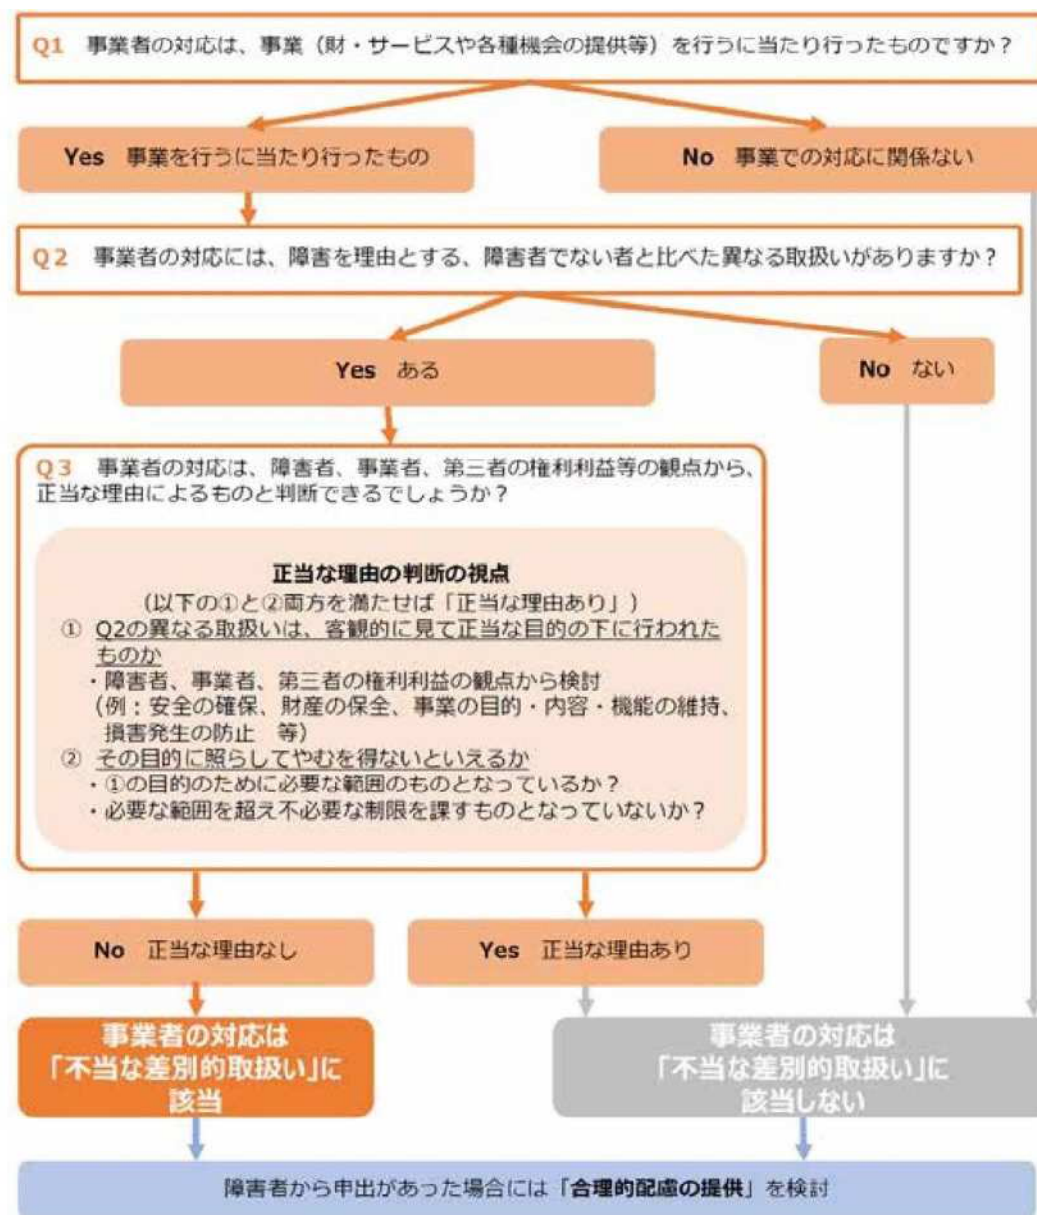 Q1 事業者の対応は、事業（財・サービスや各種機会の提供等）を行うに当たり行ったものですか？
Yes 事業を行うに当たり行ったもの
No 事業での対応に関係ない
Q2 事業者の対応には、障害を理由とする、障害者でない者と比べた異なる取扱いがありますか？
Yes ある
No ない
Q3 事業者の対応は、障害者、事業者、第三者の権利利益等の観点から、
正当な理由によるものと判断できるでしょうか？
正当な理由の判断の視点
（以下の①と②両方を満たせば「正当な理由あり」）
① Q2の異なる取扱いは、客観的に見て正当な目的の下に行われた
ものか
・障害者、事業者、第三者の権利利益の観点から検討
（例：安全の確保、財産の保全、事業の目的・内容・機能の維持、
損害発生の防止 等）
② その目的に照らしてやむを得ないといえるか
・①の目的のために必要な範囲のものとなっているか？
・必要な範囲を超え不必要な制限を課すものとなっていないか？
No 正当な理由なし
Yes 正当な理由あり
事業者の対応は
「不当な差別的取扱い」に
該当
事業者の対応は
「不当な差別的取扱い」に
該当しない
障害者から申出があった場合には「合理的配慮の提供」を検討